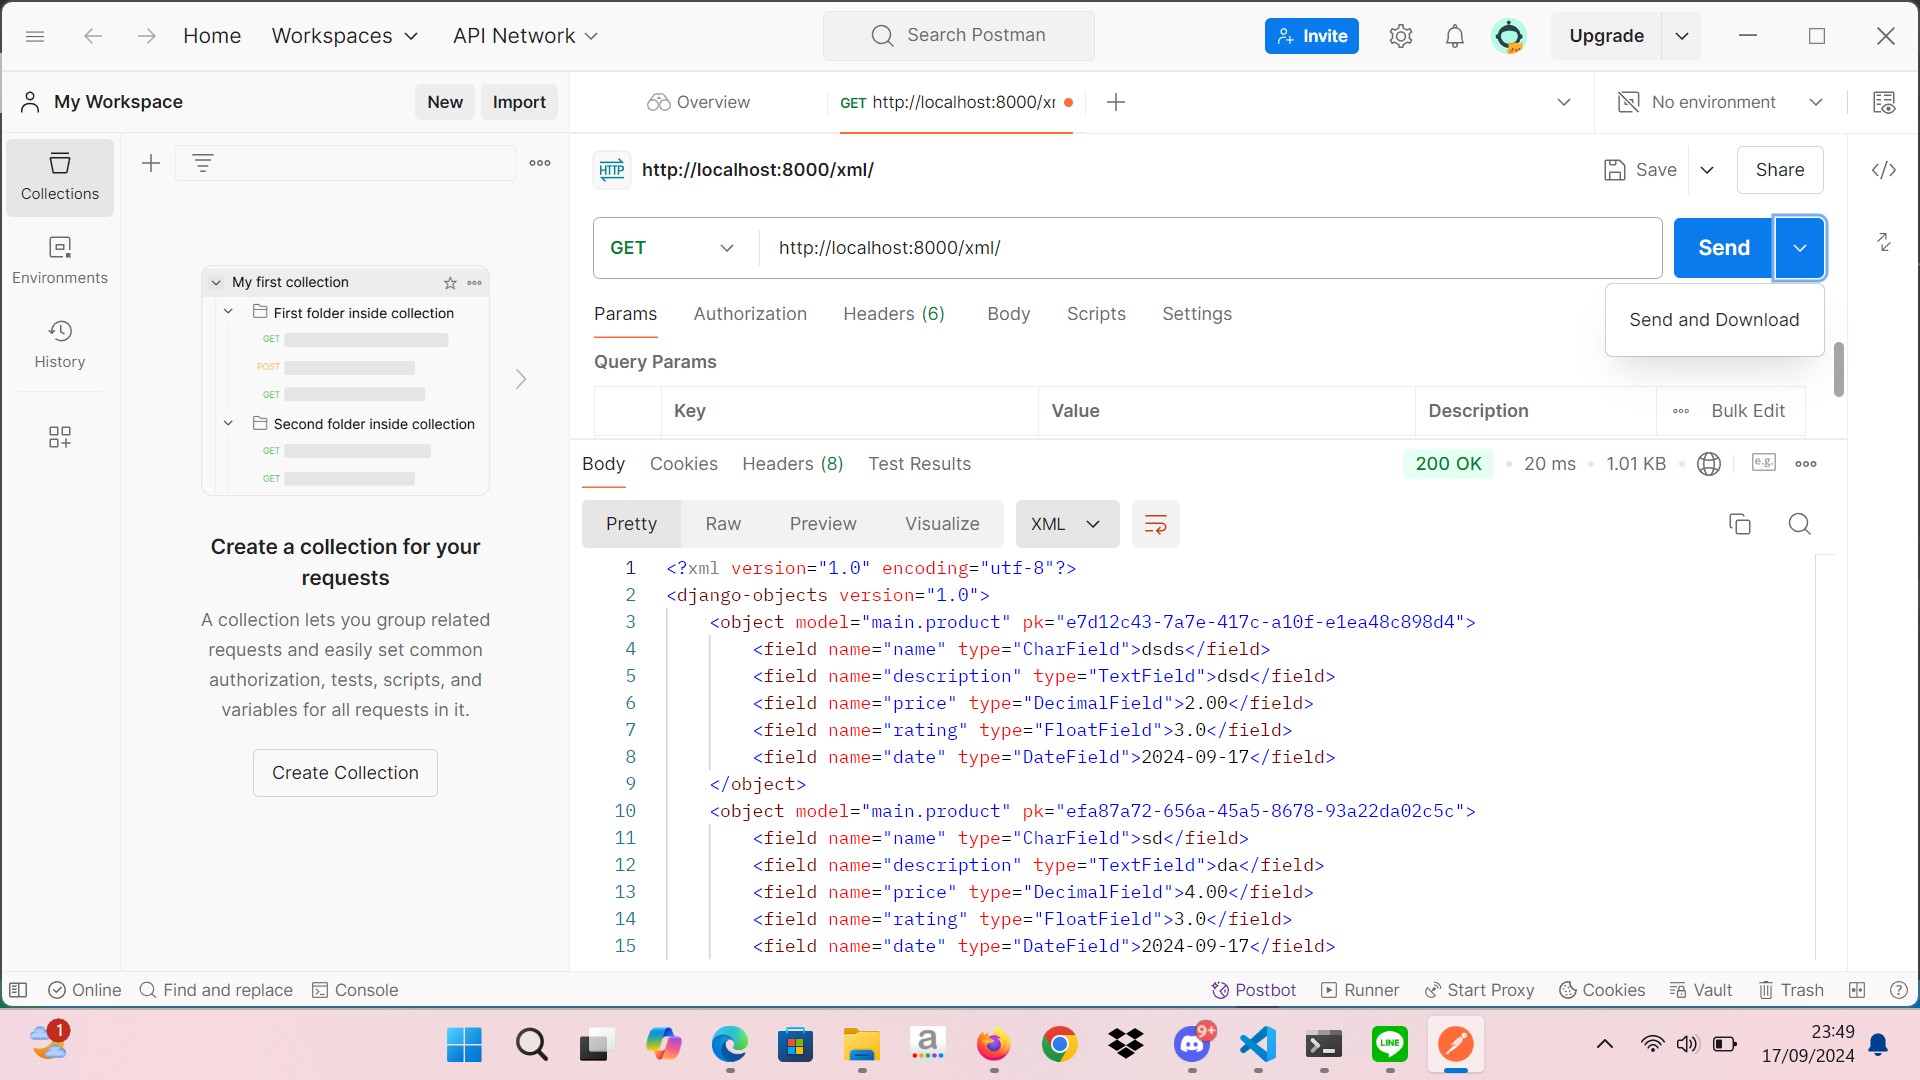 Home
Workspaces
API Network
Search Postman
Invite
Upgrade
My Workspace
New
Import
Overview
GET http://localhost:8000/xr
No environment
Collections
Environments
History
My first collection
First folder inside collection
GET
POST
GET
Second folder inside collection
GET
GET
Create a collection for your
requests
A collection lets you group related
requests and easily set common
authorization, tests, scripts, and
variables for all requests in it.
Create Collection
HTTP
http://localhost:8000/xml/
Save
Share
GET
http://localhost:8000/xml/
Send
Send and Download
Params
Authorization
Headers (6)
Body
Scripts
Settings
Query Params
Key
Value
Description
Bulk Edit
Body
Cookies
Headers (8)
Test Results
200 OK
20 ms
1.01 KB
e.g.
Pretty
Raw
Preview
Visualize
XML
1 <?xml version="1.0" encoding="utf-8"?>
2 <django-objects version="1.0">
3 <object model="main.product" pk="e7d12c43-7a7e-417c-a10f-e1ea48c898d4">
4 <field name="name" type="CharField">dsds</field>
5 <field name="description" type="TextField">dsd</field>
6 <field name="price" type="DecimalField">2.00</field>
7 <field name="rating" type="FloatField">3.0</field>
8 <field name="date" type="DateField">2024-09-17</field>
9 </object>
10 <object model="main.product" pk="efa87a72-656a-45a5-8678-93a22da02c5c">
11 <field name="name" type="CharField">sd</field>
12 <field name="description" type="TextField">da</field>
13 <field name="price" type="DecimalField">4.00</field>
14 <field name="rating" type="FloatField">3.0</field>
15 <field name="date" type="DateField">2024-09-17</field>
Online
Find and replace
Console
Postbot
Runner
Start Proxy
Cookies
Vault
Trash
1
a
9+
LINE
23:49
17/09/2024